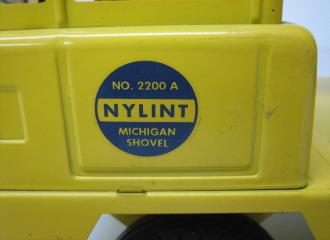 NO. 2200 A
NYLINT
MICHIGAN
SHOVEL